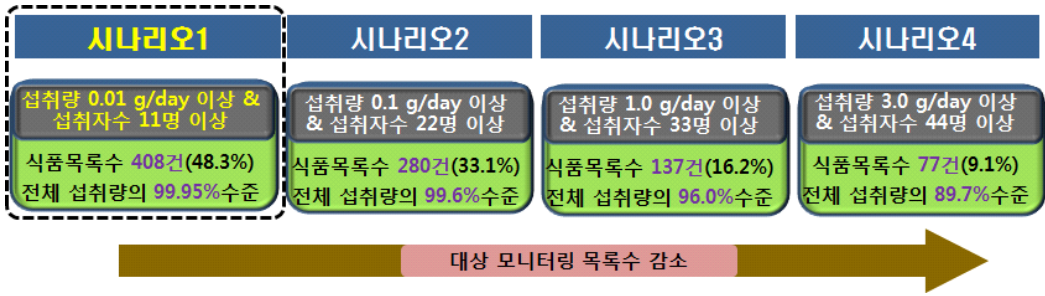 시나리오1
섭취량 0.01 g/day 이상 &
섭취자수 11명 이상
식품목록수 408건(48.3%)
전체 섭취량의 99.95%수준
시나리오2
섭취량 0.1 g/day 이상
& 섭취자수 22명 이상
식품목록수 280건(33.1%)
전체 섭취량의 99.6%수준
시나리오3
섭취량 1.0 g/day 이상
& 섭취자수 33명 이상
식품목록수 137건(16.2%)
전체 섭취량의 96.0%수준
시나리오4
섭취량 3.0 g/day 이상
& 섭취자수 44명 이상
식품목록수 77건(9.1%)
전체 섭취량의 89.7%수준
대상 모니터링 목록수 감소